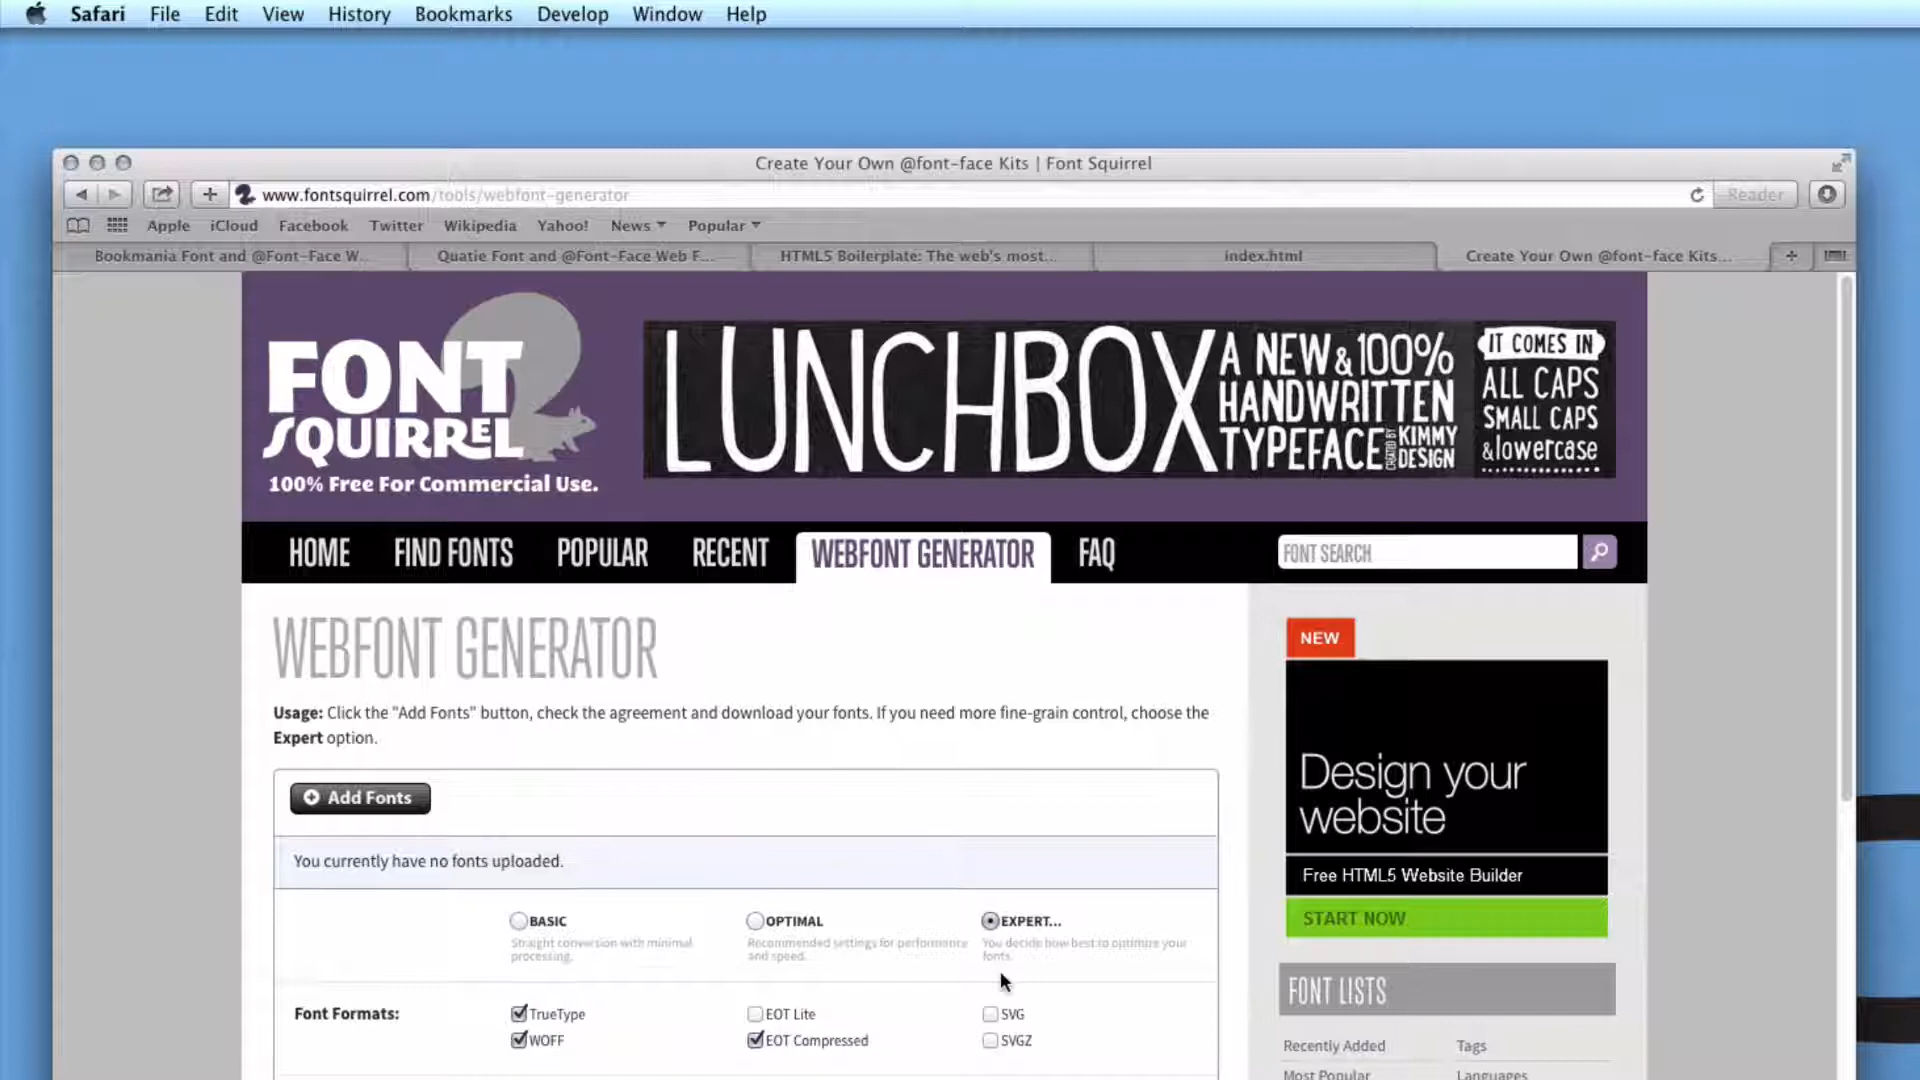 Safari File Edit View History Bookmarks Develop Window Help
Create Your Own @font-face Kits | Font Squirrel
www.fontsquirrel.com/tools/webfont-generator
Reader
Apple iCloud Facebook Twitter Wikipedia Yahoo! News Popular
Bookmania Font and @Font-Face W... Quatie Font and @Font-Face Web F... HTML5 Boilerplate: The web's most... index.html Create Your Own @font-face Kits...
FONT
SQUIRREL
100% Free For Commercial Use.
LUNCHBOX
A NEW & 100%
HANDWRITTEN
TYPEFACE CREATED BY KIMMY DESIGN
IT COMES IN
ALL CAPS
SMALL CAPS
& lowercase
HOME FIND FONTS POPULAR RECENT WEBFONT GENERATOR FAQ
FONT SEARCH
WEBFONT GENERATOR
Usage: Click the "Add Fonts" button, check the agreement and download your fonts. If you need more fine-grain control, choose the
Expert option.
Add Fonts
You currently have no fonts uploaded.
BASIC
Straight conversion with minimal
processing.
OPTIMAL
Recommended settings for performance
and speed.
EXPERT...
You decide how best to optimize your
fonts.
Font Formats:
TrueType EOT Lite SVG
WOFF EOT Compressed SVGZ
NEW
Design your
website
Free HTML5 Website Builder
START NOW
FONT LISTS
Recently Added Tags
Most Popular Languages